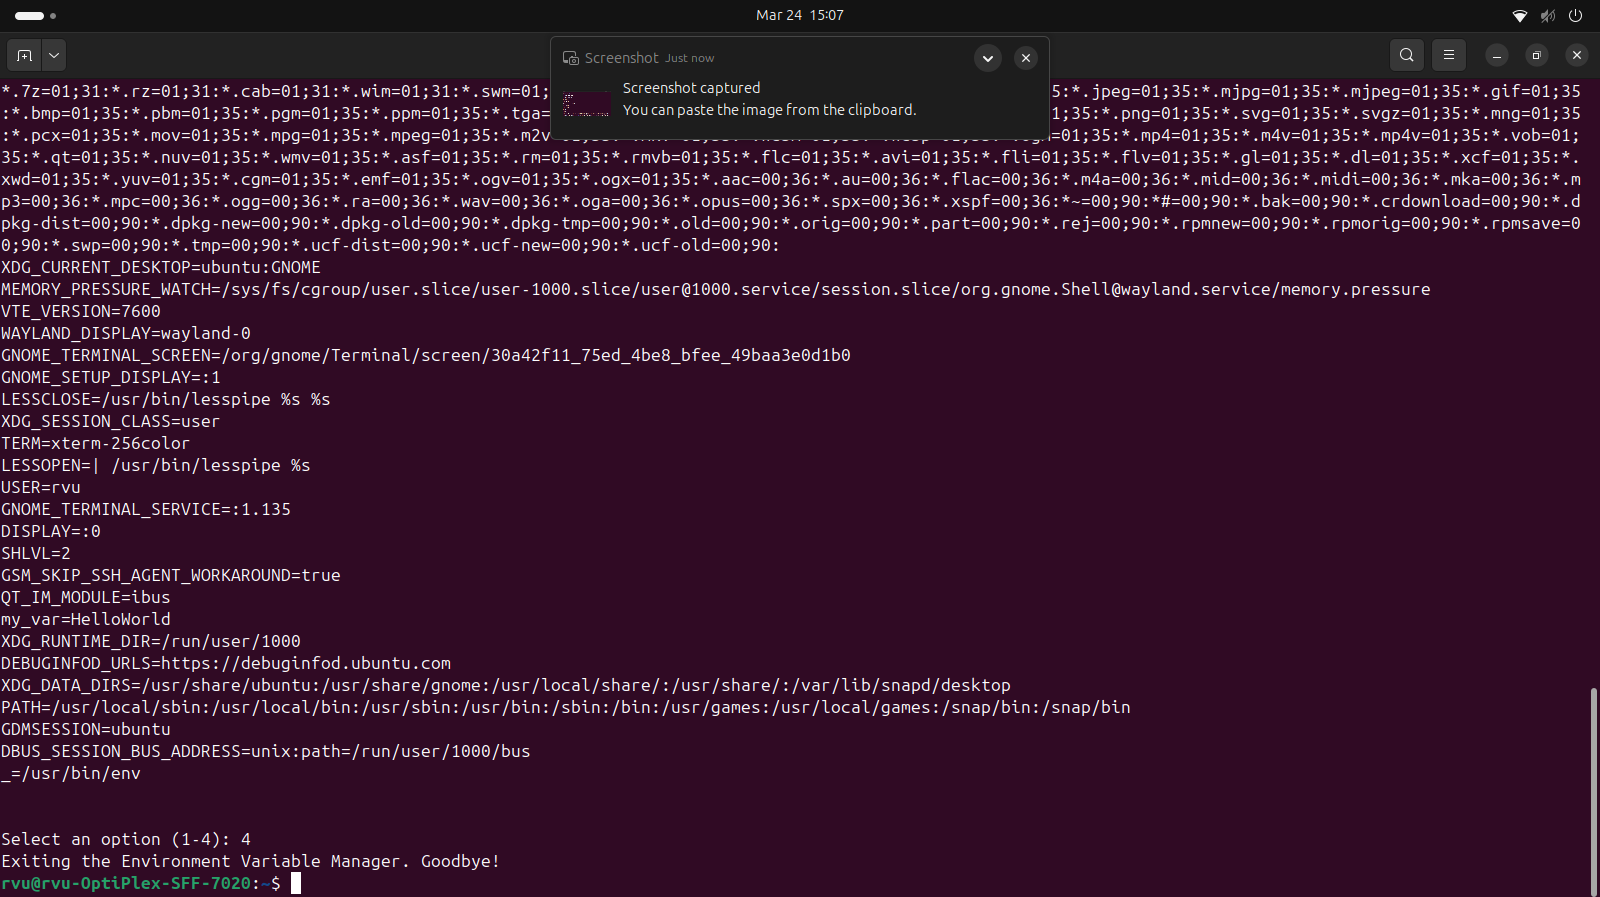 Mar 24 15:07
Screenshot Just now
Screenshot captured
You can paste the image from the clipboard.
*.7z=01;31:*.rz=01;31:*.cab=01;31:*.wim=01;31:*.swm=01; 5:*.jpeg=01;35:*.mjpg=01;35:*.mjpeg=01;35:*.gif=01;35
:*.bmp=01;35:*.pbm=01;35:*.pgm=01;35:*.ppm=01;35:*.tga= 1;35:*.png=01;35:*.svg=01;35:*.svgz=01;35:*.mng=01;35
:*.pcx=01;35:*.mov=01;35:*.mpg=01;35:*.mpeg=01;35:*.m2v =01;35:*.mp4=01;35:*.m4v=01;35:*.mp4v=01;35:*.vob=01;
35:*.qt=01;35:*.nuv=01;35:*.wmv=01;35:*.asf=01;35:*.rm=01;35:*.rmvb=01;35:*.flc=01;35:*.avi=01;35:*.fli=01;35:*.flv=01;35:*.gl=01;35:*.dl=01;35:*.xcf=01;35:*.
xwd=01;35:*.yuv=01;35:*.cgm=01;35:*.emf=01;35:*.ogv=01;35:*.ogx=01;35:*.aac=00;36:*.au=00;36:*.flac=00;36:*.m4a=00;36:*.mid=00;36:*.midi=00;36:*.mka=00;36:*.m
p3=00;36:*.mpc=00;36:*.ogg=00;36:*.ra=00;36:*.wav=00;36:*.oga=00;36:*.opus=00;36:*.spx=00;36:*.xspf=00;36:*~=00;90:*#=00;90:*.bak=00;90:*.crdownload=00;90:*.d
pkg-dist=00;90:*.dpkg-new=00;90:*.dpkg-old=00;90:*.dpkg-tmp=00;90:*.old=00;90:*.orig=00;90:*.part=00;90:*.rej=00;90:*.rpmnew=00;90:*.rpmorig=00;90:*.rpmsave=0
0;90:*.swp=00;90:*.tmp=00;90:*.ucf-dist=00;90:*.ucf-new=00;90:*.ucf-old=00;90:
XDG_CURRENT_DESKTOP=ubuntu:GNOME
MEMORY_PRESSURE_WATCH=/sys/fs/cgroup/user.slice/user-1000.slice/user@1000.service/session.slice/org.gnome.Shell@wayland.service/memory.pressure
VTE_VERSION=7600
WAYLAND_DISPLAY=wayland-0
GNOME_TERMINAL_SCREEN=/org/gnome/Terminal/screen/30a42f11_75ed_4be8_bfee_49baa3e0d1b0
GNOME_SETUP_DISPLAY=:1
LESSCLOSE=/usr/bin/lesspipe %s %s
XDG_SESSION_CLASS=user
TERM=xterm-256color
LESSOPEN=| /usr/bin/lesspipe %s
USER=rvu
GNOME_TERMINAL_SERVICE=:1.135
DISPLAY=:0
SHLVL=2
GSM_SKIP_SSH_AGENT_WORKAROUND=true
QT_IM_MODULE=ibus
my_var=HelloWorld
XDG_RUNTIME_DIR=/run/user/1000
DEBUGINFOD_URLS=https://debuginfod.ubuntu.com
XDG_DATA_DIRS=/usr/share/ubuntu:/usr/share/gnome:/usr/local/share/:/usr/share/:/var/lib/snapd/desktop
PATH=/usr/local/sbin:/usr/local/bin:/usr/sbin:/usr/bin:/sbin:/bin:/usr/games:/usr/local/games:/snap/bin:/snap/bin
GDMSESSION=ubuntu
DBUS_SESSION_BUS_ADDRESS=unix:path=/run/user/1000/bus
_=/usr/bin/env
Select an option (1-4): 4
Exiting the Environment Variable Manager. Goodbye!
rvu@rvu-OptiPlex-SFF-7020:~$